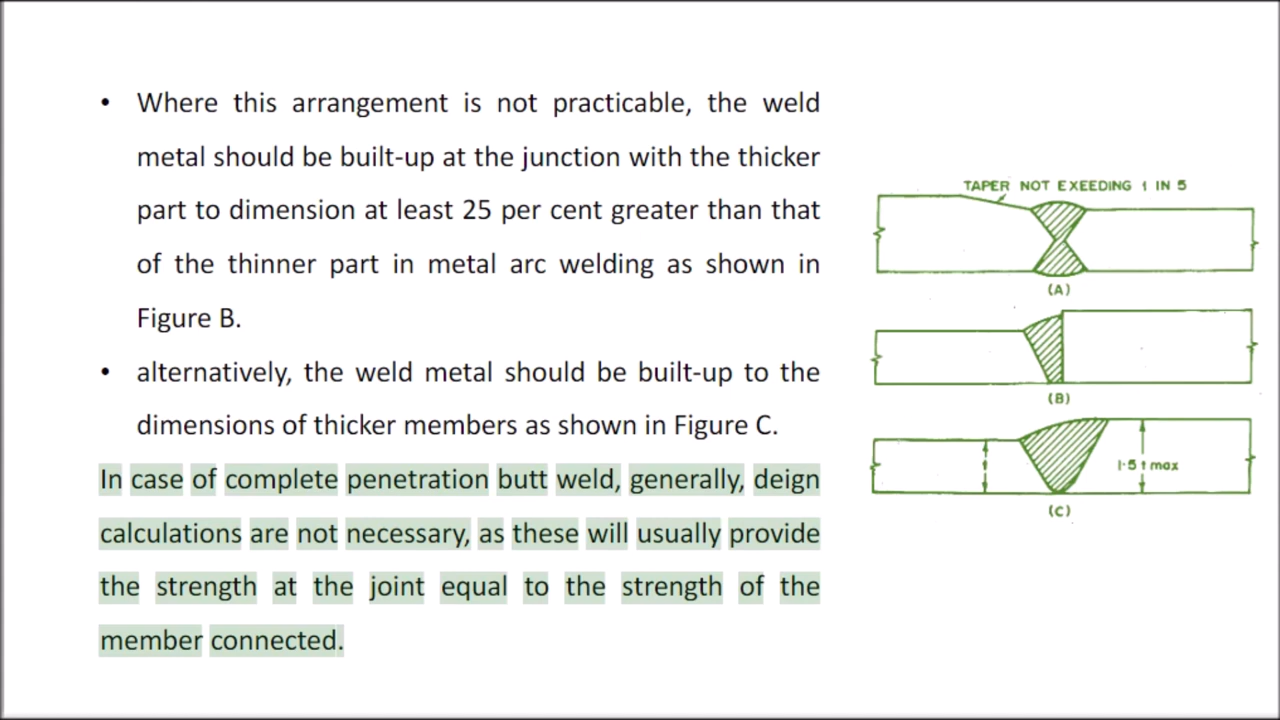 • Where this arrangement is not practicable, the weld
metal should be built-up at the junction with the thicker
part to dimension at least 25 per cent greater than that
of the thinner part in metal arc welding as shown in
Figure B.
• alternatively, the weld metal should be built-up to the
dimensions of thicker members as shown in Figure C.
In case of complete penetration butt weld, generally, deign
calculations are not necessary, as these will usually provide
the strength at the joint equal to the strength of the
member connected.
TAPER NOT EXEEDING 1 IN 5
(A)
(B)
t
1·5 t max
(C)